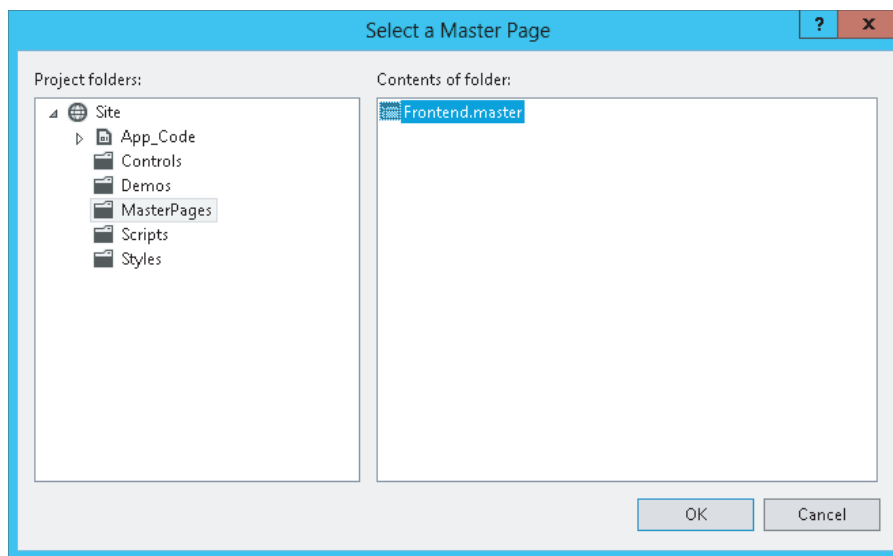 Select a Master Page
? x
Project folders:
Contents of folder:
Site
App_Code
Controls
Demos
MasterPages
Scripts
Styles
Frontend.master
OK
Cancel